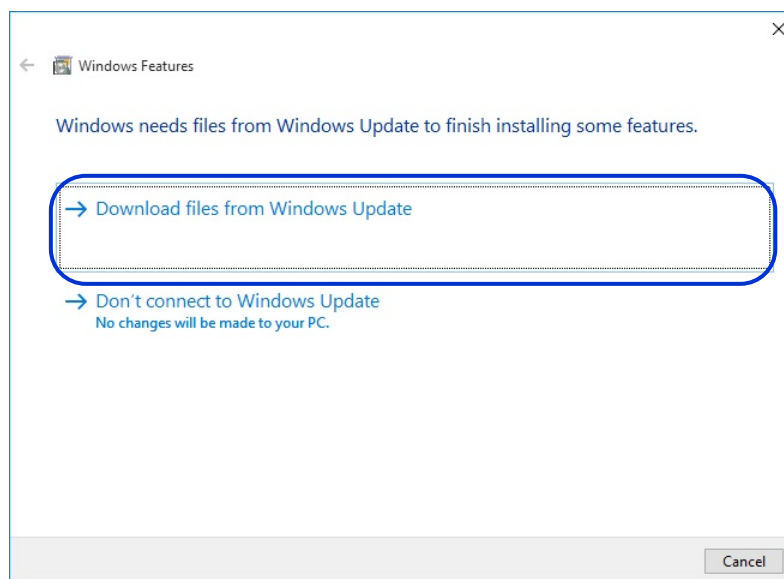 Windows Features
Windows needs files from Windows Update to finish installing some features.
Download files from Windows Update
Don't connect to Windows Update
No changes will be made to your PC.
Cancel